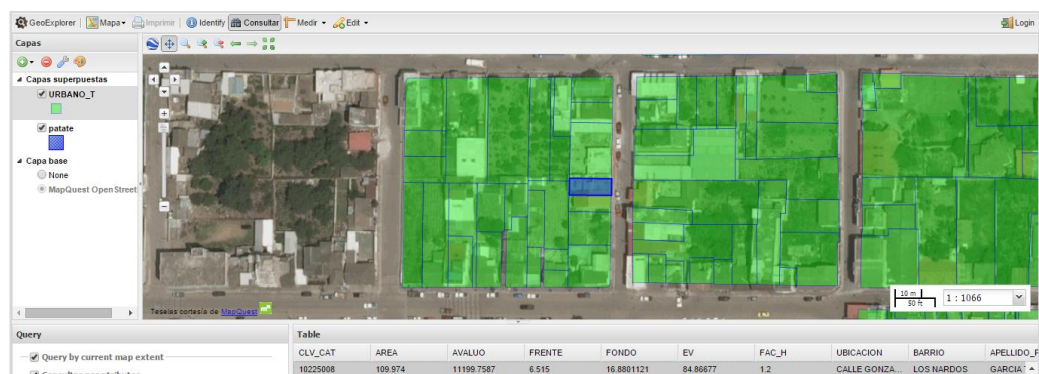 GeoExplorer Mapa Imprimir Identify Consultar Medir Edit Login
Capas
Capas superpuestas
URBANO_T
patate
Capa base
None
MapQuest OpenStreet
Teselas cortesía de MapQuest
10 m
50 ft
1 : 1066
Query
Table
Query by current map extent
CLV_CAT AREA AVALUO FRENTE FONDO EV FAC_H UBICACION BARRIO APELLIDO_P
10225008 109.974 11199.7587 6.515 16.8801121 84.86677 1.2 CALLE GONZA... LOS NARDOS GARCIA